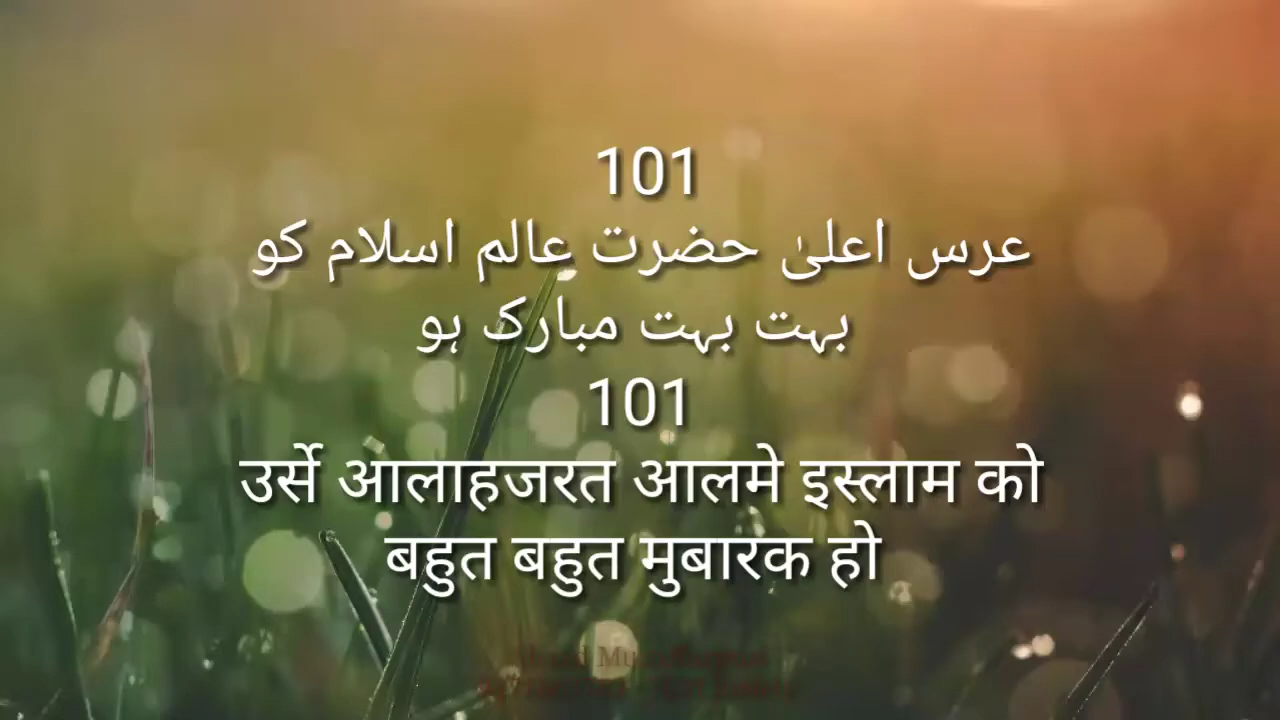 101
عرس اعلیٰ حضرت عالم اسلام کو
بہت بہت مبارک ہو
101
उर्से आलाहजरत आलमे इस्लाम को
बहुत बहुत मुबारक हो